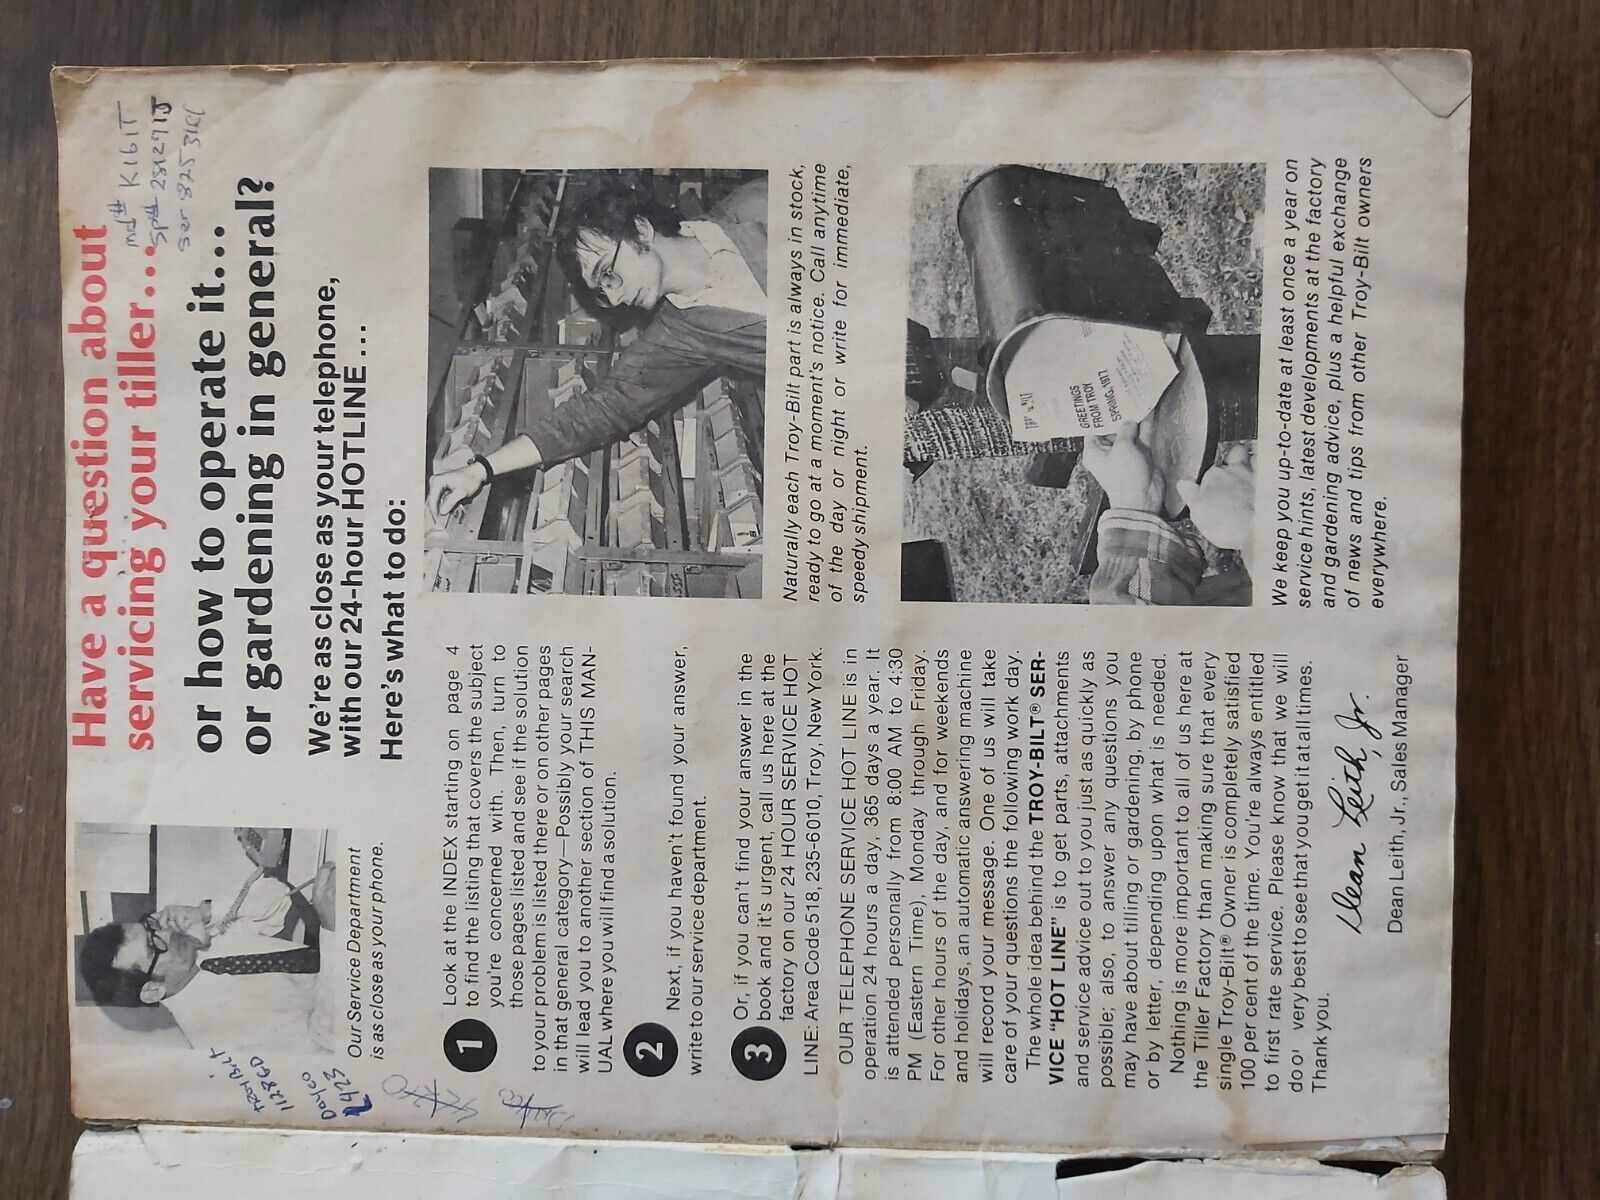 Have a question about
servicing your tiller...
or how to operate it...
or gardening in general?
md# K161T
sp# 281271J
ser 8253161
We're as close as your telephone,
with our 24-hour HOTLINE...
Here's what to do:
Our Service Department
is as close as your phone.
Troy Bilt
11286D
Dayco
L423
1 Look at the INDEX starting on page 4
to find the listing that covers the subject
you're concerned with. Then, turn to
those pages listed and see if the solution
to your problem is listed there or on other pages
in that general category—Possibly your search
will lead you to another section of THIS MAN-
UAL where you will find a solution.
2 Next, if you haven't found your answer,
write to our service department.
3 Or, if you can't find your answer in the
book and it's urgent, call us here at the
factory on our 24 HOUR SERVICE HOT
LINE: Area Code 518, 235-6010, Troy, New York.
OUR TELEPHONE SERVICE HOT LINE is in
operation 24 hours a day, 365 days a year. It
is attended personally from 8:00 AM to 4:30
PM (Eastern Time), Monday through Friday.
For other hours of the day, and for weekends
and holidays, an automatic answering machine
will record your message. One of us will take
care of your questions the following work day.
The whole idea behind the TROY-BILT® SER-
VICE "HOT LINE" is to get parts, attachments
and service advice out to you just as quickly as
possible; also, to answer any questions you
may have about tilling or gardening, by phone
or by letter, depending upon what is needed.
Nothing is more important to all of us here at
the Tiller Factory than making sure that every
single Troy-Bilt® Owner is completely satisfied
100 per cent of the time. You're always entitled
to first rate service. Please know that we will
do our very best to see that you get it at all times.
Thank you.
Dean Leith, Jr.
Dean Leith, Jr., Sales Manager
Naturally each Troy-Bilt part is always in stock,
ready to go at a moment's notice. Call anytime
of the day or night or write for immediate,
speedy shipment.
GREETINGS
FROM TROY
SPRING, 1977
We keep you up-to-date at least once a year on
service hints, latest developments at the factory
and gardening advice, plus a helpful exchange
of news and tips from other Troy-Bilt owners
everywhere.